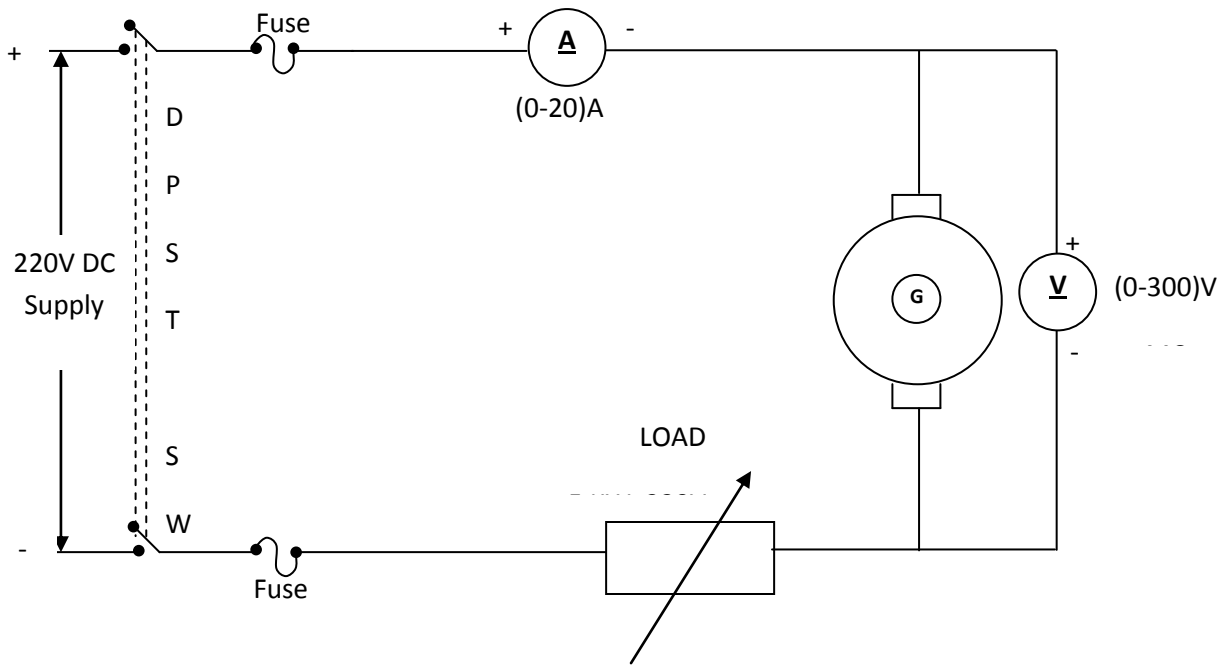 Fuse
+
+
A
-
(0-20)A
D
P
S
T
S
W
220V DC
Supply
G
+
V
(0-300)V
-
LOAD
-
Fuse